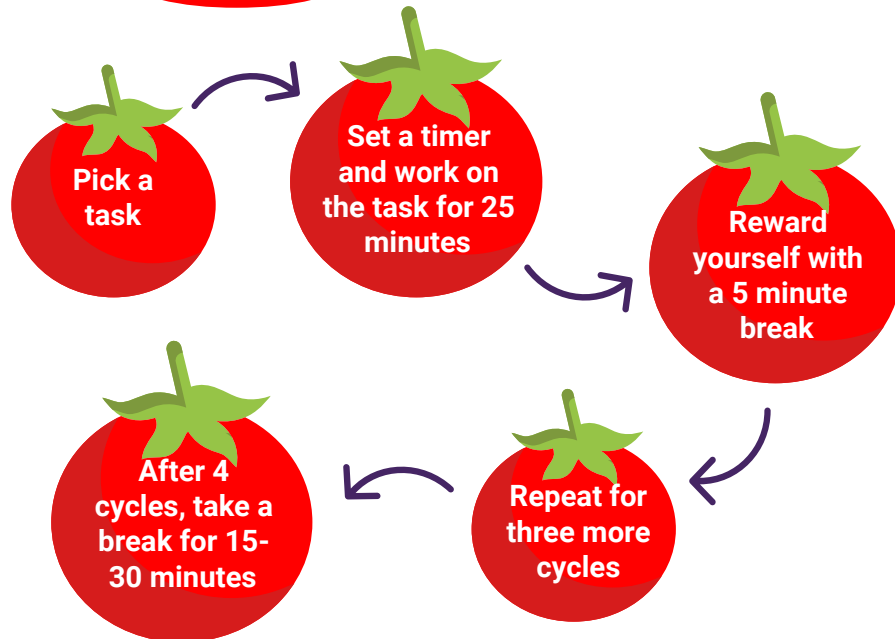 Pick a
task
Set a timer
and work on
the task for 25
minutes
Reward
yourself with
a 5 minute
break
Repeat for
three more
cycles
After 4
cycles, take a
break for 15-
30 minutes